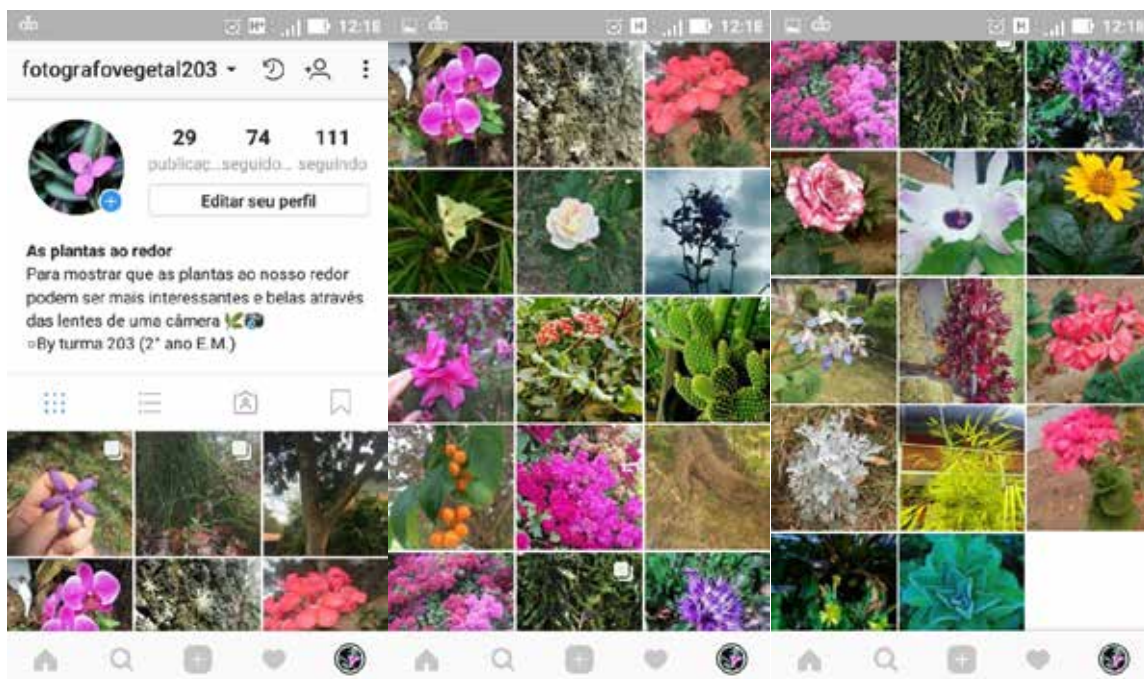 12:18
12:18
12:18
fotografovegetal203
29 74 111
publicaç... seguido... seguindo
Editar seu perfil
As plantas ao redor
Para mostrar que as plantas ao nosso redor
podem ser mais interessantes e belas através
das lentes de uma câmera 🌿📷
▫By turma 203 (2° ano E.M.)